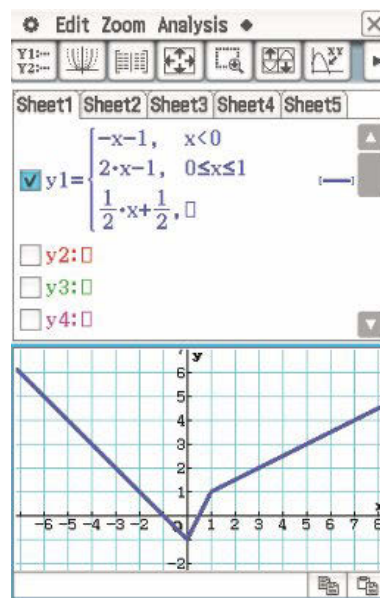 Edit Zoom Analysis ◆
Y1:… Y2:…
Sheet1 Sheet2 Sheet3 Sheet4 Sheet5
−x−1, x<0
y1= 2·x−1, 0≤x≤1
1/2·x+1/2, ▯
y2:▯
y3:▯
y4:▯
y
6
5
4
3
2
1
-6 -5 -4 -3 -2 -1 0 1 2 3 4 5 6 7 8
x
-2